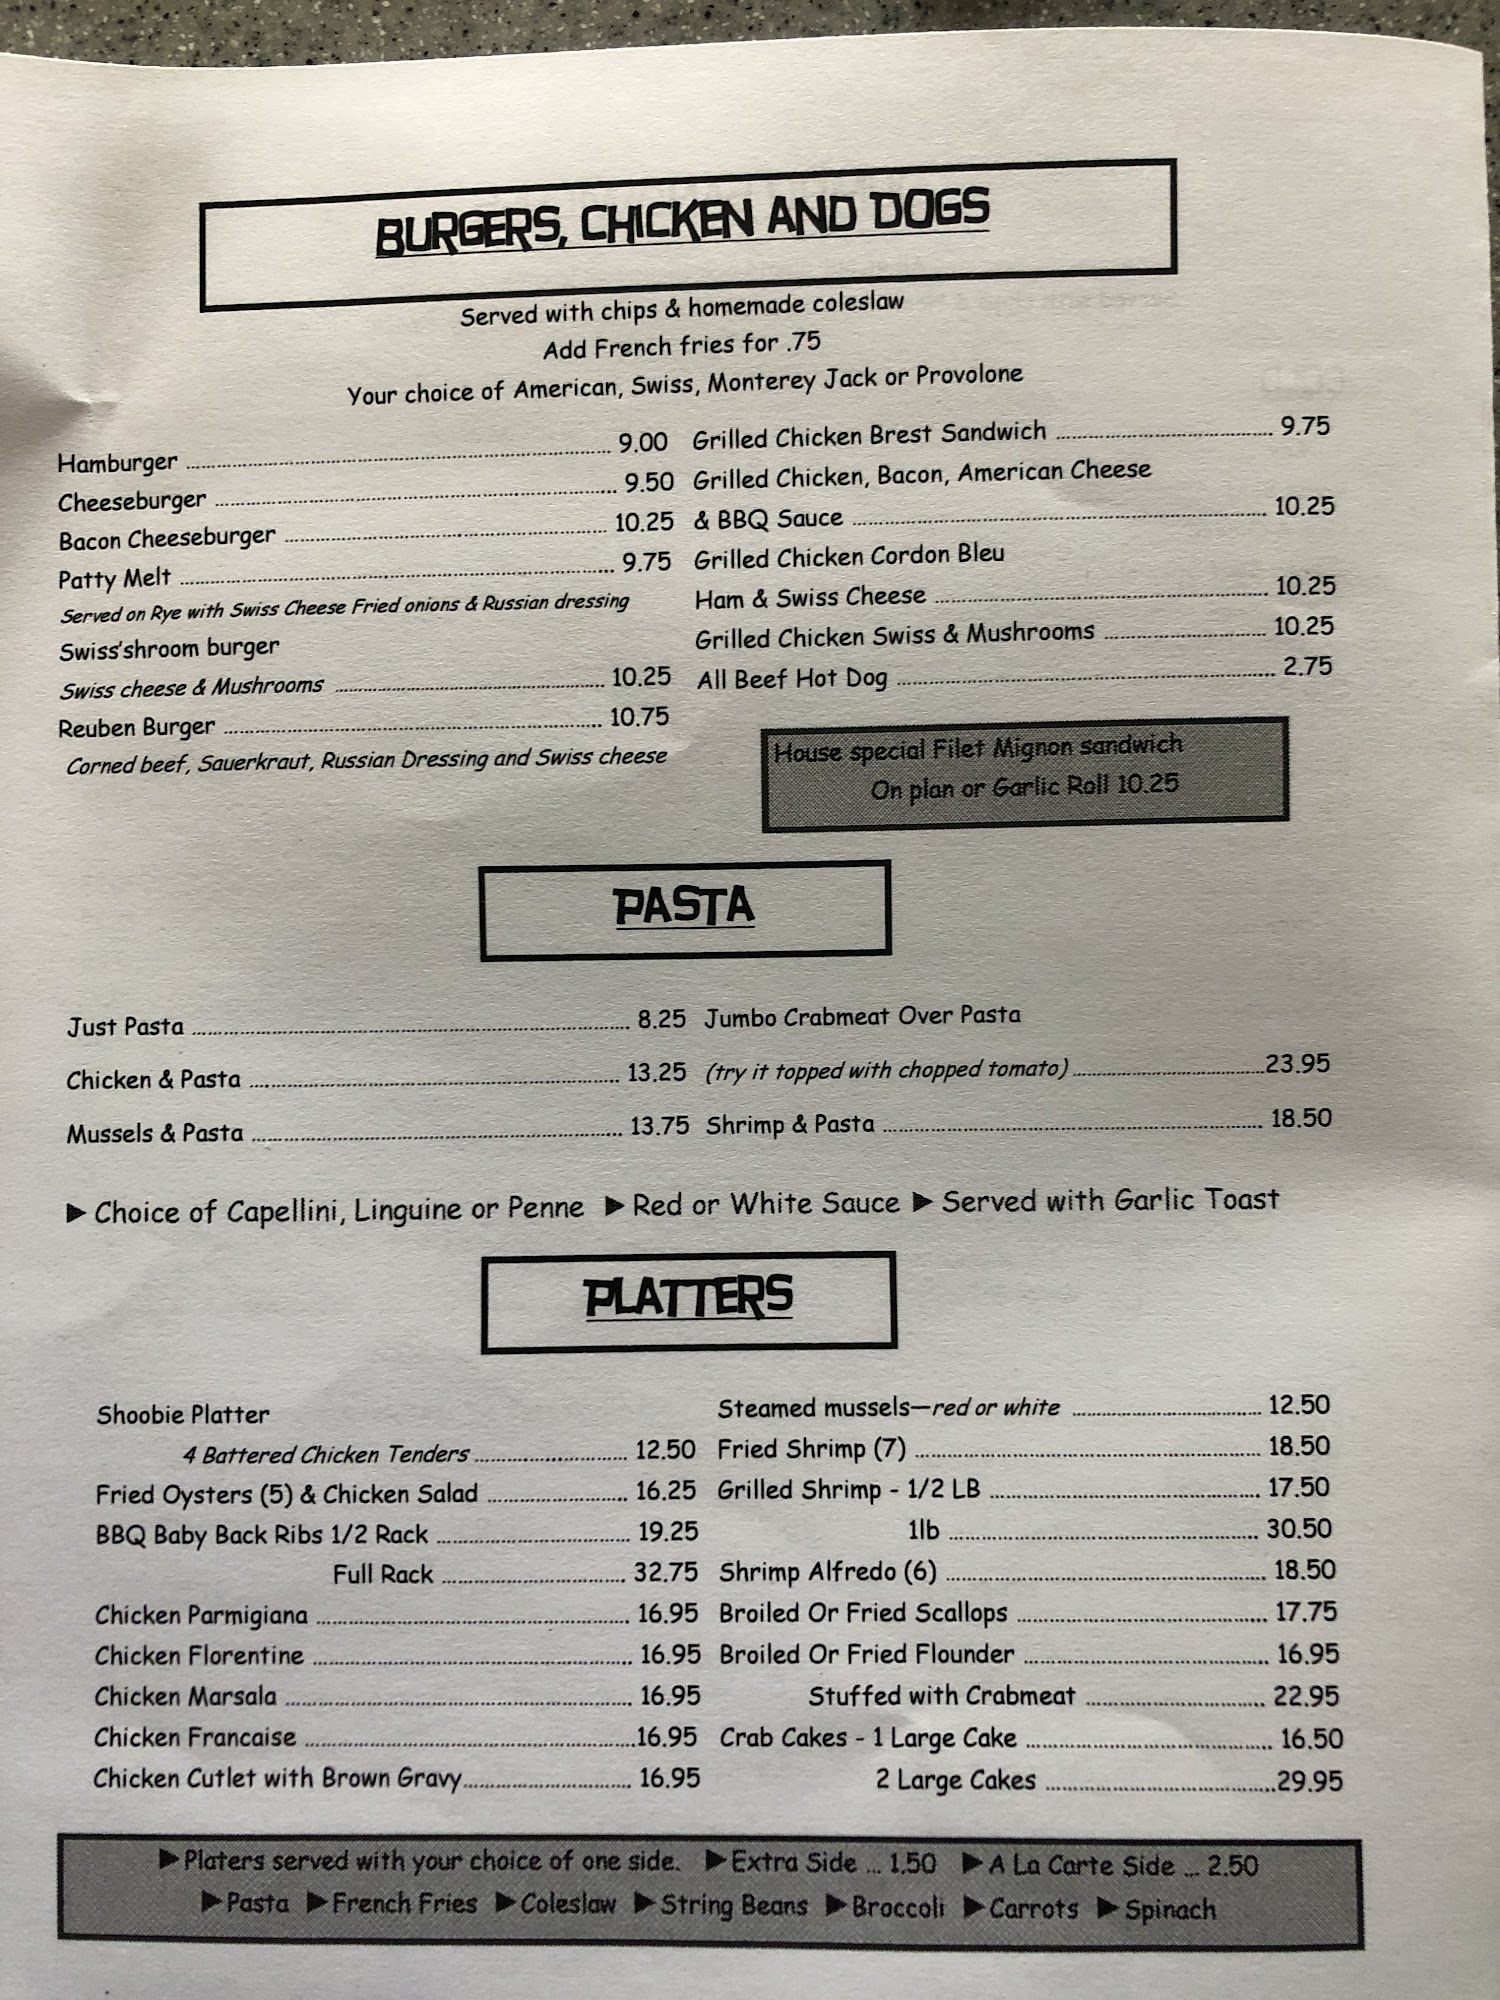 BURGERS, CHICKEN AND DOGS
Served with chips & homemade coleslaw
Add French fries for .75
Your choice of American, Swiss, Monterey Jack or Provolone
Hamburger 9.00
Cheeseburger 9.50
Bacon Cheeseburger 10.25
Patty Melt 9.75
Served on Rye with Swiss Cheese Fried onions & Russian dressing
Swiss'shroom burger
Swiss cheese & Mushrooms 10.25
Reuben Burger 10.75
Corned beef, Sauerkraut, Russian Dressing and Swiss cheese
Grilled Chicken Brest Sandwich 9.75
Grilled Chicken, Bacon, American Cheese
& BBQ Sauce 10.25
Grilled Chicken Cordon Bleu
Ham & Swiss Cheese 10.25
Grilled Chicken Swiss & Mushrooms 10.25
All Beef Hot Dog 2.75
House special Filet Mignon sandwich
On plan or Garlic Roll 10.25
PASTA
Just Pasta 8.25
Chicken & Pasta 13.25
Mussels & Pasta 13.75
Jumbo Crabmeat Over Pasta
(try it topped with chopped tomato) 23.95
Shrimp & Pasta 18.50
▶ Choice of Capellini, Linguine or Penne ▶ Red or White Sauce ▶ Served with Garlic Toast
PLATTERS
Shoobie Platter
4 Battered Chicken Tenders 12.50
Fried Oysters (5) & Chicken Salad 16.25
BBQ Baby Back Ribs 1/2 Rack 19.25
Full Rack 32.75
Chicken Parmigiana 16.95
Chicken Florentine 16.95
Chicken Marsala 16.95
Chicken Francaise 16.95
Chicken Cutlet with Brown Gravy 16.95
Steamed mussels—red or white 12.50
Fried Shrimp (7) 18.50
Grilled Shrimp - 1/2 LB 17.50
1lb 30.50
Shrimp Alfredo (6) 18.50
Broiled Or Fried Scallops 17.75
Broiled Or Fried Flounder 16.95
Stuffed with Crabmeat 22.95
Crab Cakes - 1 Large Cake 16.50
2 Large Cakes 29.95
▶ Platers served with your choice of one side. ▶ Extra Side ... 1.50 ▶ A La Carte Side ... 2.50
▶ Pasta ▶ French Fries ▶ Coleslaw ▶ String Beans ▶ Broccoli ▶ Carrots ▶ Spinach